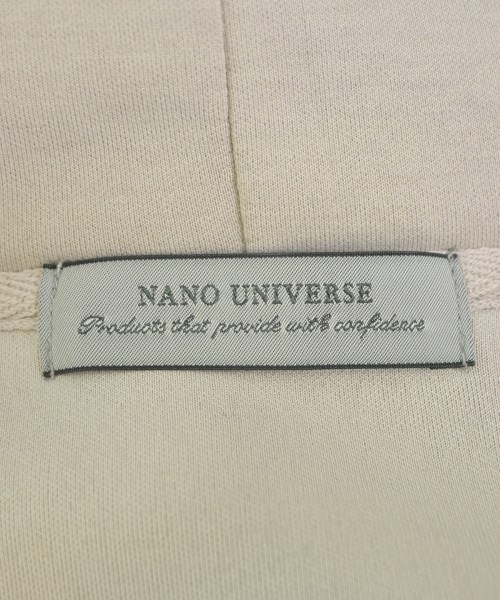 NANO UNIVERSE
Products that provide with confidence